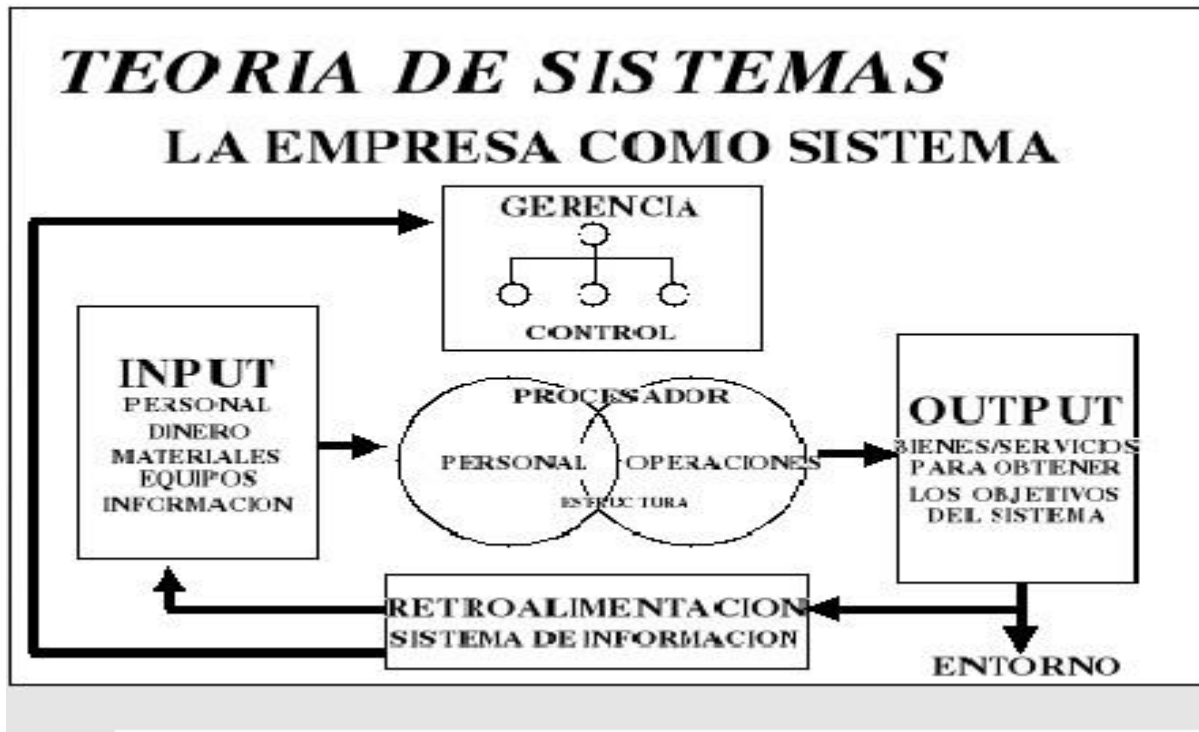 TEORIA DE SISTEMAS
LA EMPRESA COMO SISTEMA
GERENCIA
CONTROL
INPUT
PERSONAL
DINERO
MATERIALES
EQUIPOS
INFORMACION
PROCESADOR
PERSONAL
OPERACIONES
ESTRUCTURA
OUTPUT
BIENES/SERVICIOS
PARA OBTENER
LOS OBJETIVOS
DEL SISTEMA
RETROALIMENTACION
SISTEMA DE INFORMACION
ENTORNO